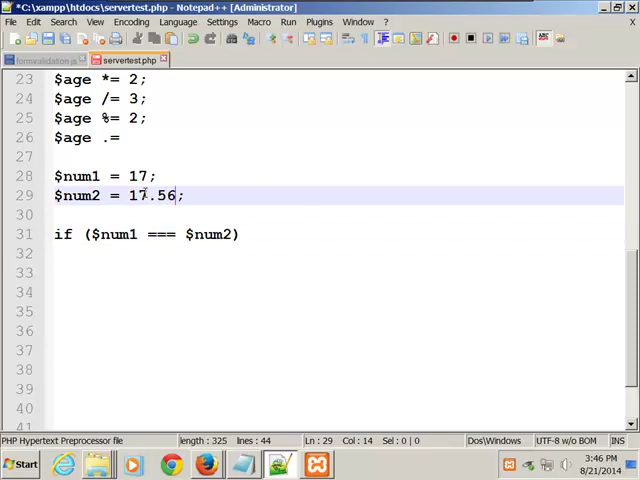 *C:\xampp\htdocs\servertest.php - Notepad++ [Administrator]
File Edit Search View Encoding Language Settings Macro Run Plugins Window ? X
formvalidation.js servertest.php
23 $age *= 2;
24 $age /= 3;
25 $age %= 2;
26 $age .=
27
28 $num1 = 17;
29 $num2 = 17.56;
30
31 if ($num1 === $num2)
32
33
34
35
36
37
38
39
40
41
PHP Hypertext Preprocessor file length : 325 lines : 44 Ln : 29 Col : 14 Sel : 0 | 0 Dos\Windows UTF-8 w/o BOM INS
Start 3:46 PM
8/21/2014